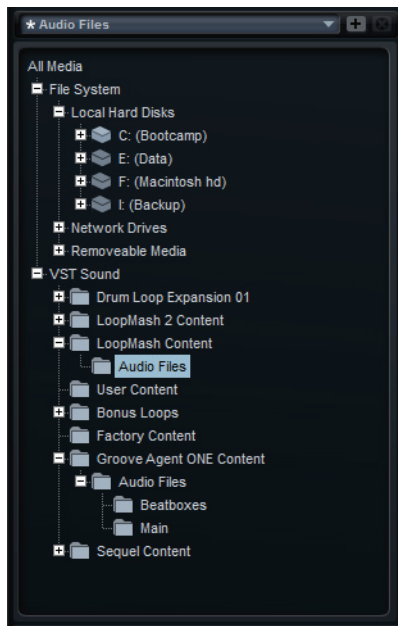 * Audio Files
All Media
File System
Local Hard Disks
C: (Bootcamp)
E: (Data)
F: (Macintosh hd)
I: (Backup)
Network Drives
Removeable Media
VST Sound
Drum Loop Expansion 01
LoopMash 2 Content
LoopMash Content
Audio Files
User Content
Bonus Loops
Factory Content
Groove Agent ONE Content
Audio Files
Beatboxes
Main
Sequel Content